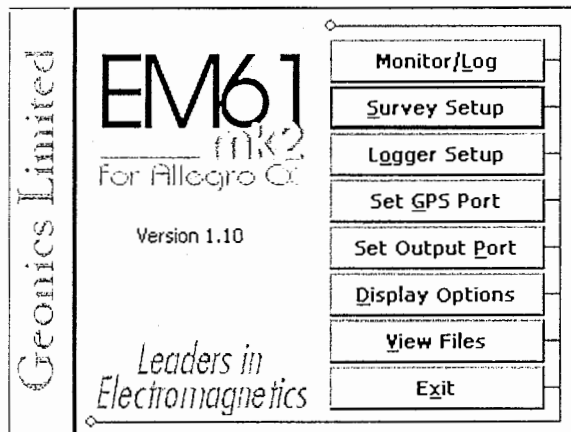 Geonics Limited
EM61
mk2
For Allegro CX
Version 1.10
Leaders in
Electromagnetics
Monitor/Log
Survey Setup
Logger Setup
Set GPS Port
Set Output Port
Display Options
View Files
Exit